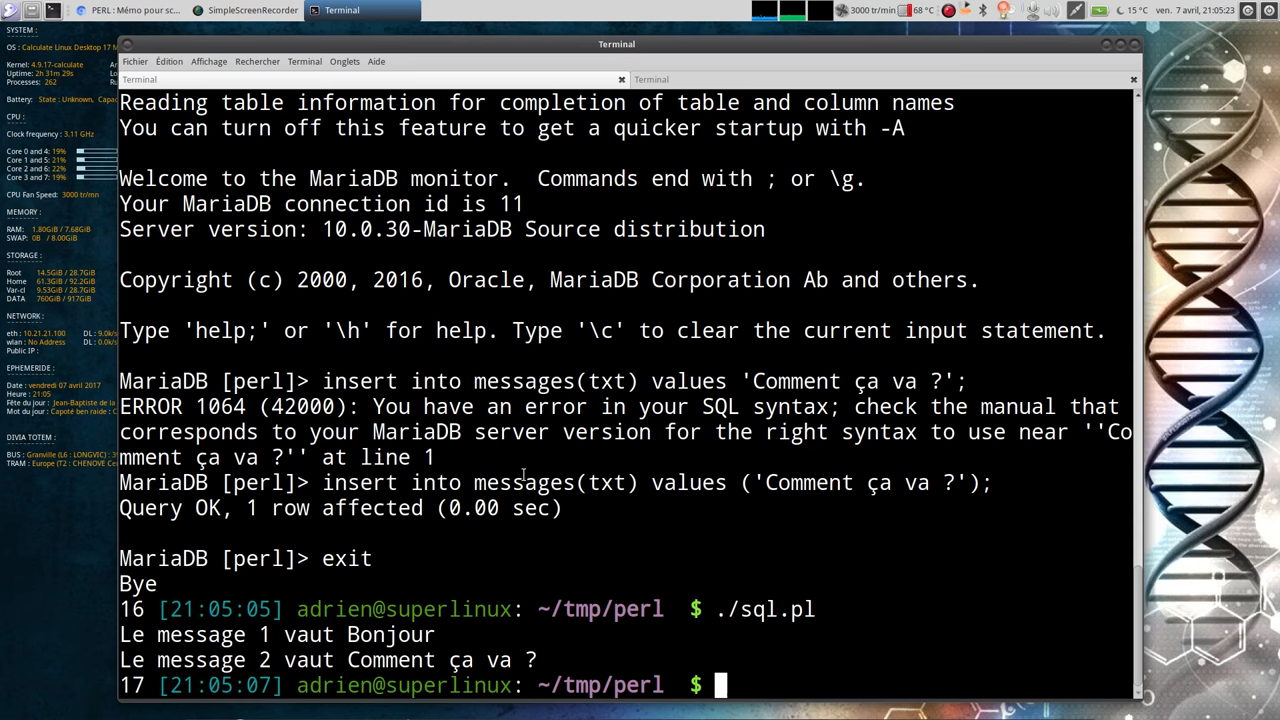 PERL : Mémo pour sc...
SimpleScreenRecorder
Terminal
3000 tr/min
68 °C
15 °C
ven. 7 avril, 21:05:23
SYSTEM :
OS : Calculate Linux Desktop 17 M
Kernel: 4.9.17-calculate
Uptime: 2h 31m 29s
Processes: 262
Battery: State : Unknown, Capac
CPU :
Clock frequency : 3.11 GHz
Core 0 and 4: 19%
Core 1 and 5: 21%
Core 2 and 6: 22%
Core 3 and 7: 19%
CPU Fan Speed: 3000 tr/mn
MEMORY :
RAM: 1.80GiB / 7.68GiB
SWAP: 0B / 8.00GiB
STORAGE :
Root 14.5GiB / 28.7GiB
Home 61.3GiB / 92.2GiB
Var-cl 9.53GiB / 28.7GiB
DATA 760GiB / 917GiB
NETWORK :
eth : 10.21.21.100 DL : 9.0k/s
wlan : No Address DL : 0.0k/s
Public IP :
EPHEMERIDE :
Date : vendredi 07 avril 2017
Heure : 21:05
Fête du jour : Jean-Baptiste de la
Mot du jour : Capoté ben raide : C
DIVIA TOTEM :
BUS : Granville (L6 : LONGVIC) : 3
TRAM : Europe (T2 : CHENOVE Ce
Terminal
Fichier Édition Affichage Rechercher Terminal Onglets Aide
Terminal
Terminal
Reading table information for completion of table and column names
You can turn off this feature to get a quicker startup with -A
Welcome to the MariaDB monitor.  Commands end with ; or \g.
Your MariaDB connection id is 11
Server version: 10.0.30-MariaDB Source distribution
Copyright (c) 2000, 2016, Oracle, MariaDB Corporation Ab and others.
Type 'help;' or '\h' for help. Type '\c' to clear the current input statement.
MariaDB [perl]> insert into messages(txt) values 'Comment ça va ?';
ERROR 1064 (42000): You have an error in your SQL syntax; check the manual that
corresponds to your MariaDB server version for the right syntax to use near ''Co
mment ça va ?'' at line 1
MariaDB [perl]> insert into messages(txt) values ('Comment ça va ?');
Query OK, 1 row affected (0.00 sec)
MariaDB [perl]> exit
Bye
16 [21:05:05] adrien@superlinux: ~/tmp/perl  $ ./sql.pl
Le message 1 vaut Bonjour
Le message 2 vaut Comment ça va ?
17 [21:05:07] adrien@superlinux: ~/tmp/perl  $